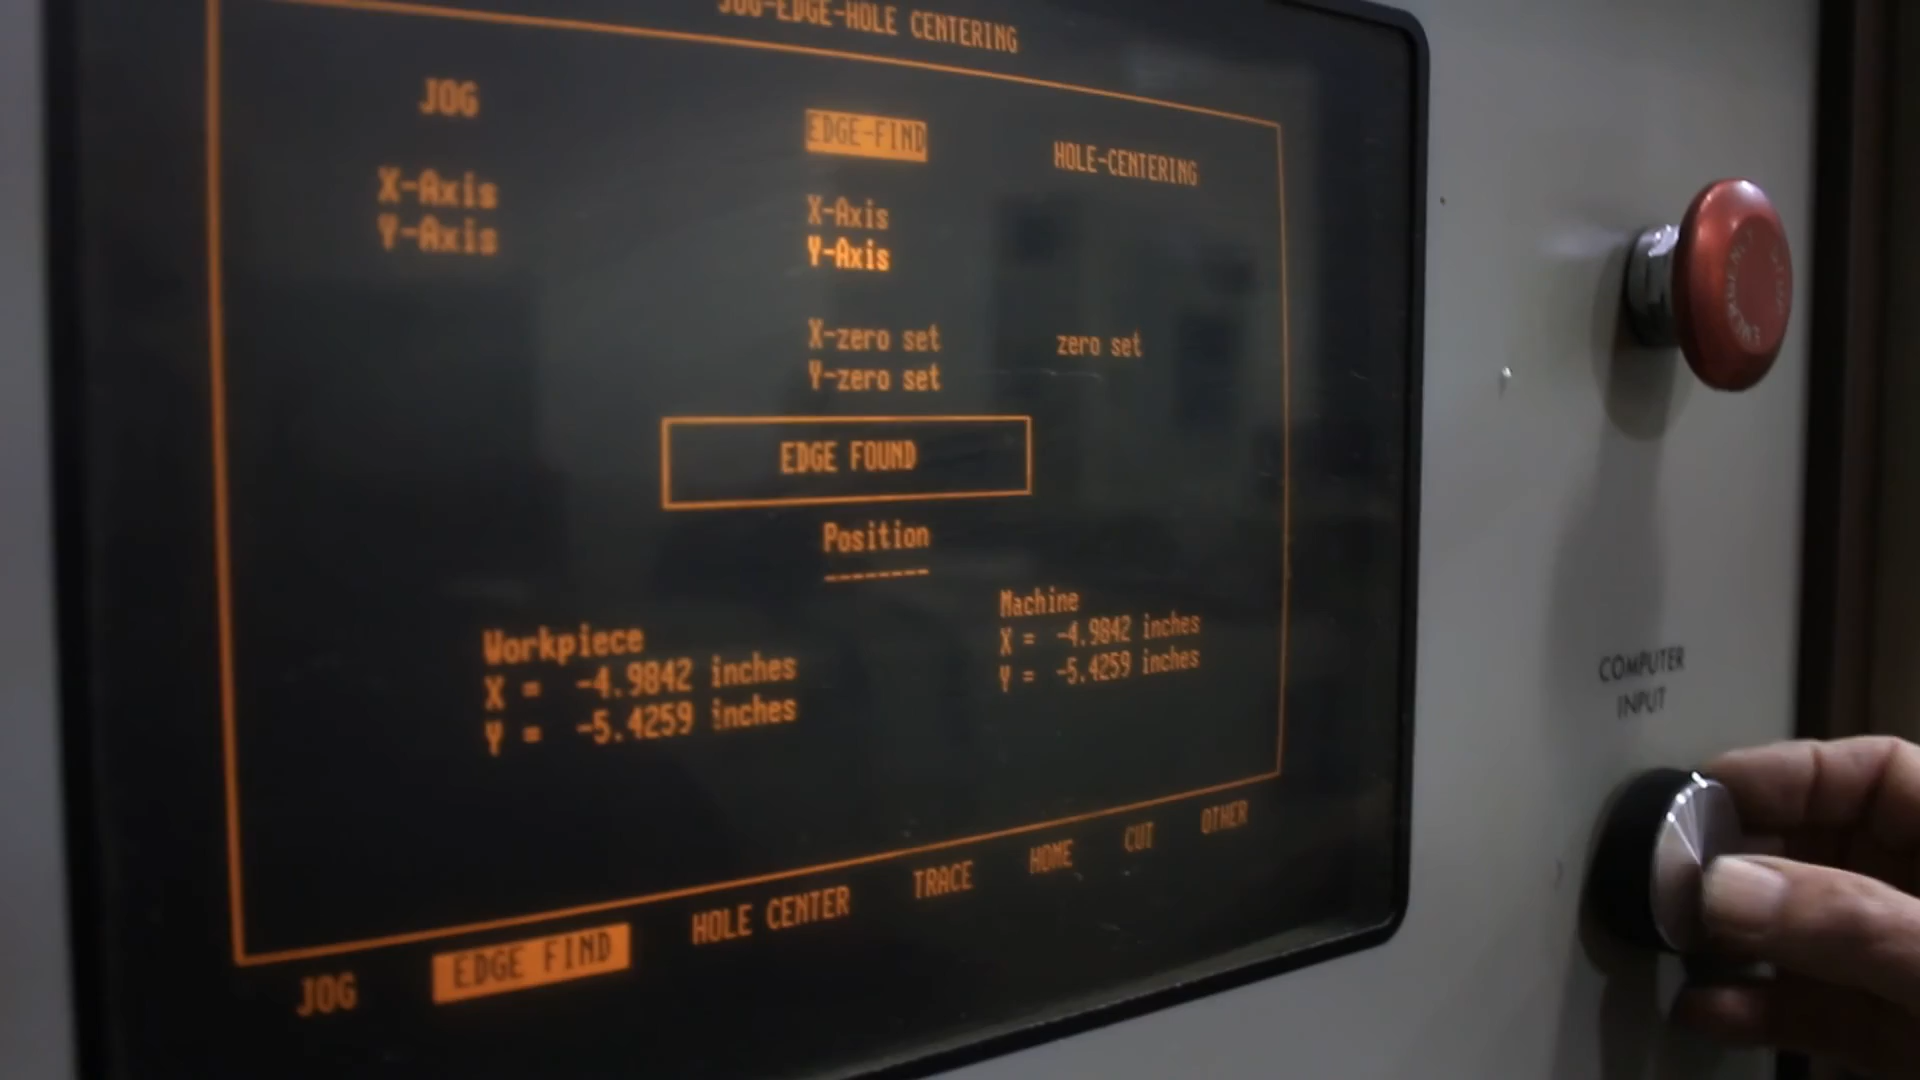 JOG-EDGE-HOLE CENTERING
JOG
EDGE-FIND
HOLE-CENTERING
X-Axis
Y-Axis
X-Axis
Y-Axis
X-zero set
Y-zero set
zero set
EDGE FOUND
Position
--------
Workpiece
X = -4.9842 inches
Y = -5.4259 inches
Machine
X = -4.9842 inches
Y = -5.4259 inches
JOG
EDGE FIND
HOLE CENTER
TRACE
HOME
CUT
OTHER
EMERGENCY STOP
COMPUTER
INPUT